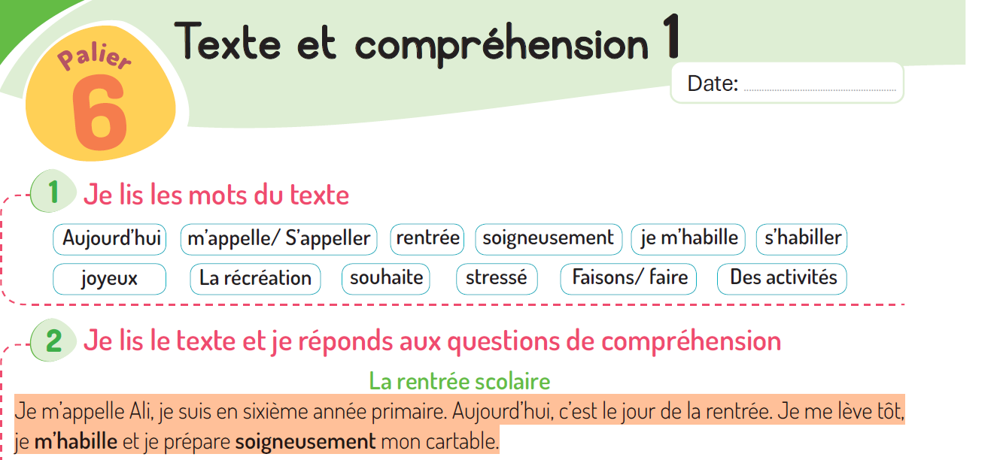 Palier
6
Texte et compréhension 1
Date: ........................................................
1 Je lis les mots du texte
Aujourd’hui m’appelle/ S’appeller rentrée soigneusement je m’habille s’habiller
joyeux La récréation souhaite stressé Faisons/ faire Des activités
2 Je lis le texte et je réponds aux questions de compréhension
La rentrée scolaire
Je m’appelle Ali, je suis en sixième année primaire. Aujourd’hui, c’est le jour de la rentrée. Je me lève tôt,
je m’habille et je prépare soigneusement mon cartable.